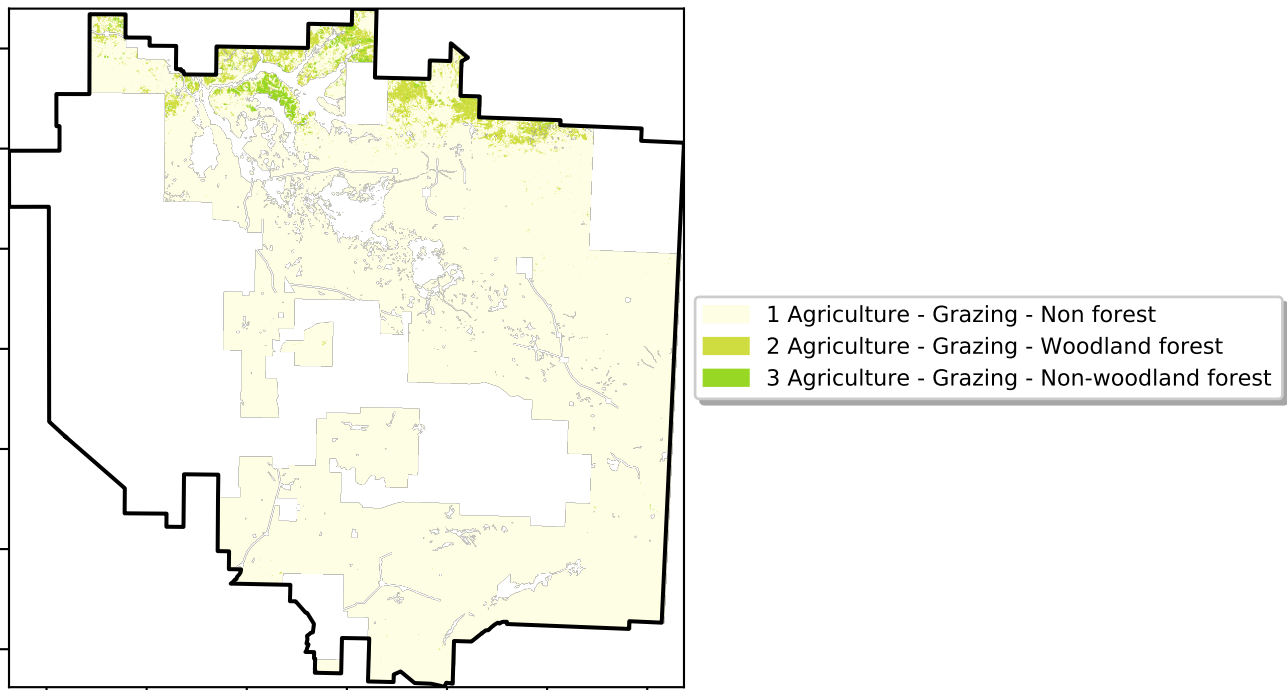 1 Agriculture - Grazing - Non forest
2 Agriculture - Grazing - Woodland forest
3 Agriculture - Grazing - Non-woodland forest